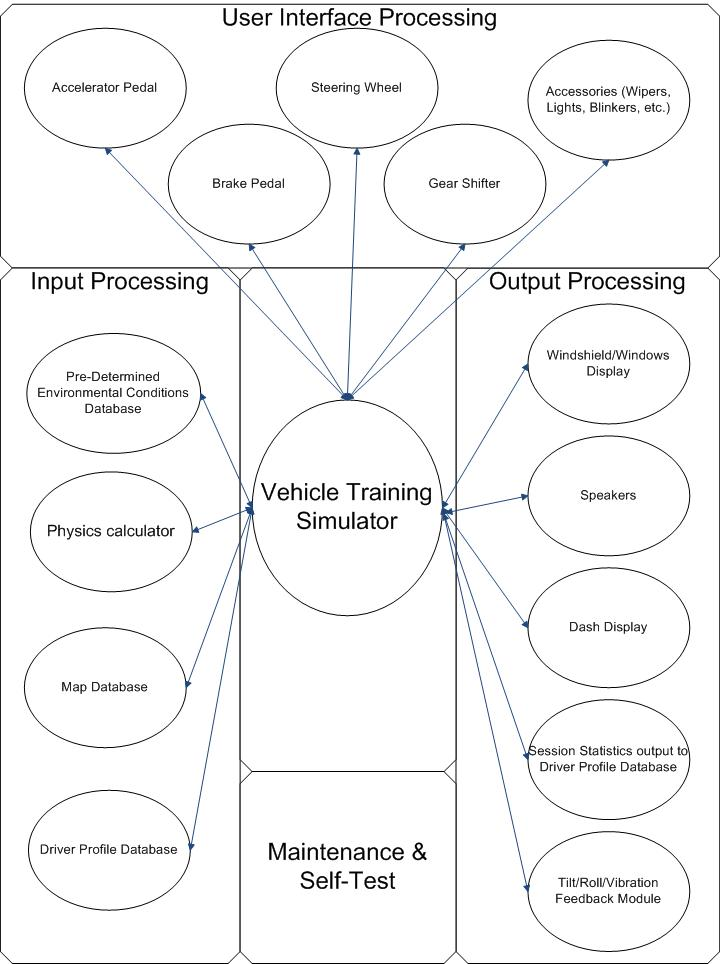 User Interface Processing
Accelerator Pedal
Steering Wheel
Accessories (Wipers,
Lights, Blinkers, etc.)
Brake Pedal
Gear Shifter
Input Processing
Pre-Determined
Environmental Conditions
Database
Physics calculator
Map Database
Driver Profile Database
Vehicle Training
Simulator
Maintenance &
Self-Test
Output Processing
Windshield/Windows
Display
Speakers
Dash Display
Session Statistics output to
Driver Profile Database
Tilt/Roll/Vibration
Feedback Module